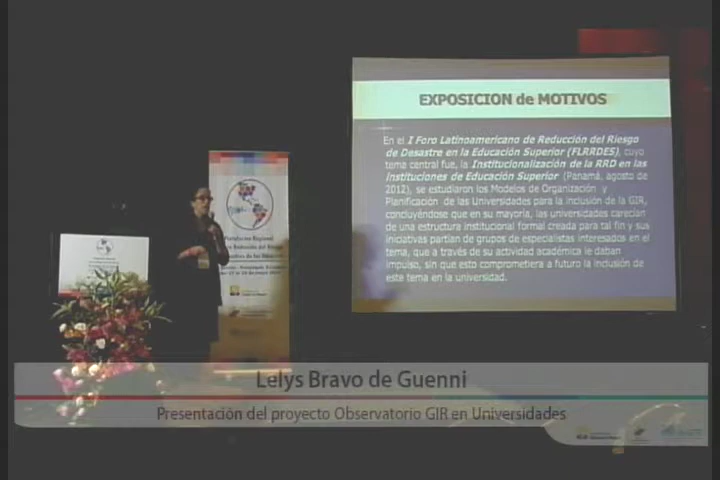 EXPOSICION de MOTIVOS
En el I Foro Latinoamericano de Reducción del Riesgo
de Desastre en la Educación Superior (FLRRDES), cuyo
tema central fue, la Institucionalización de la RRD en las
Instituciones de Educación Superior (Panamá, agosto de
2012), se estudiaron los Modelos de Organización y
Planificación de las Universidades para la inclusión de la GIR,
concluyéndose que en su mayoría, las universidades carecían
de una estructura institucional formal creada para tal fin y sus
iniciativas partían de grupos de especialistas interesados en el
tema, que a través de su actividad académica le daban
impulso, sin que esto comprometiera a futuro la inclusión de
este tema en la universidad.
Plataforma Regional
Reducción del Riesgo
Lelys Bravo de Guenni
Presentación del proyecto Observatorio GIR en Universidades